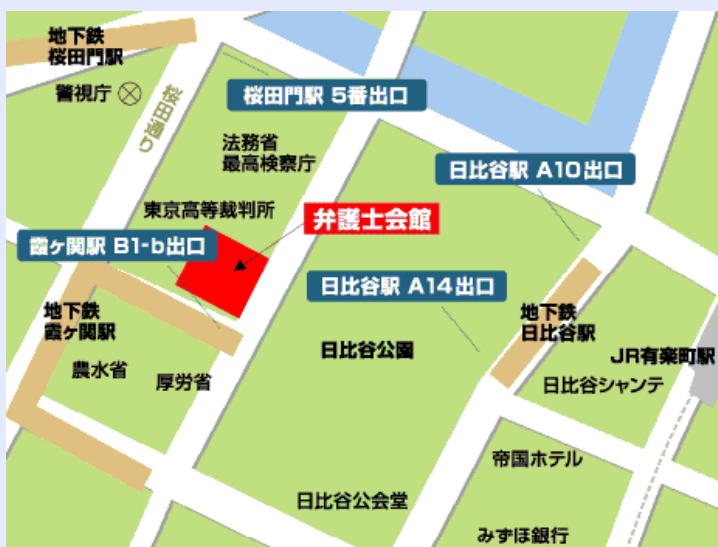 地下鉄
桜田門駅
警視庁
桜田通り
桜田門駅 5番出口
法務省
最高検察庁
日比谷駅 A10出口
東京高等裁判所
弁護士会館
霞ヶ関駅 B1-b出口
日比谷駅 A14出口
地下鉄
霞ヶ関駅
地下鉄
日比谷駅
日比谷公園
JR有楽町駅
農水省
厚労省
日比谷シャンテ
帝国ホテル
日比谷公会堂
みずほ銀行